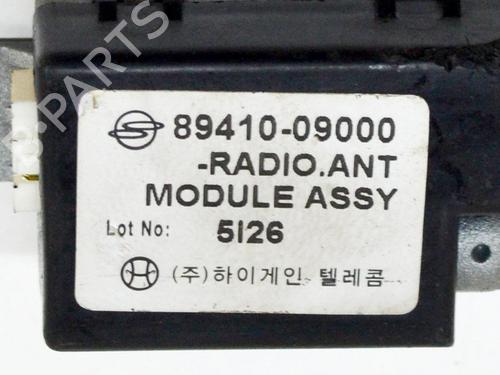 89410-09000
-RADIO.ANT
MODULE ASSY
Lot No: 5I26
(주)하이게인 텔레콤
B-PARTS